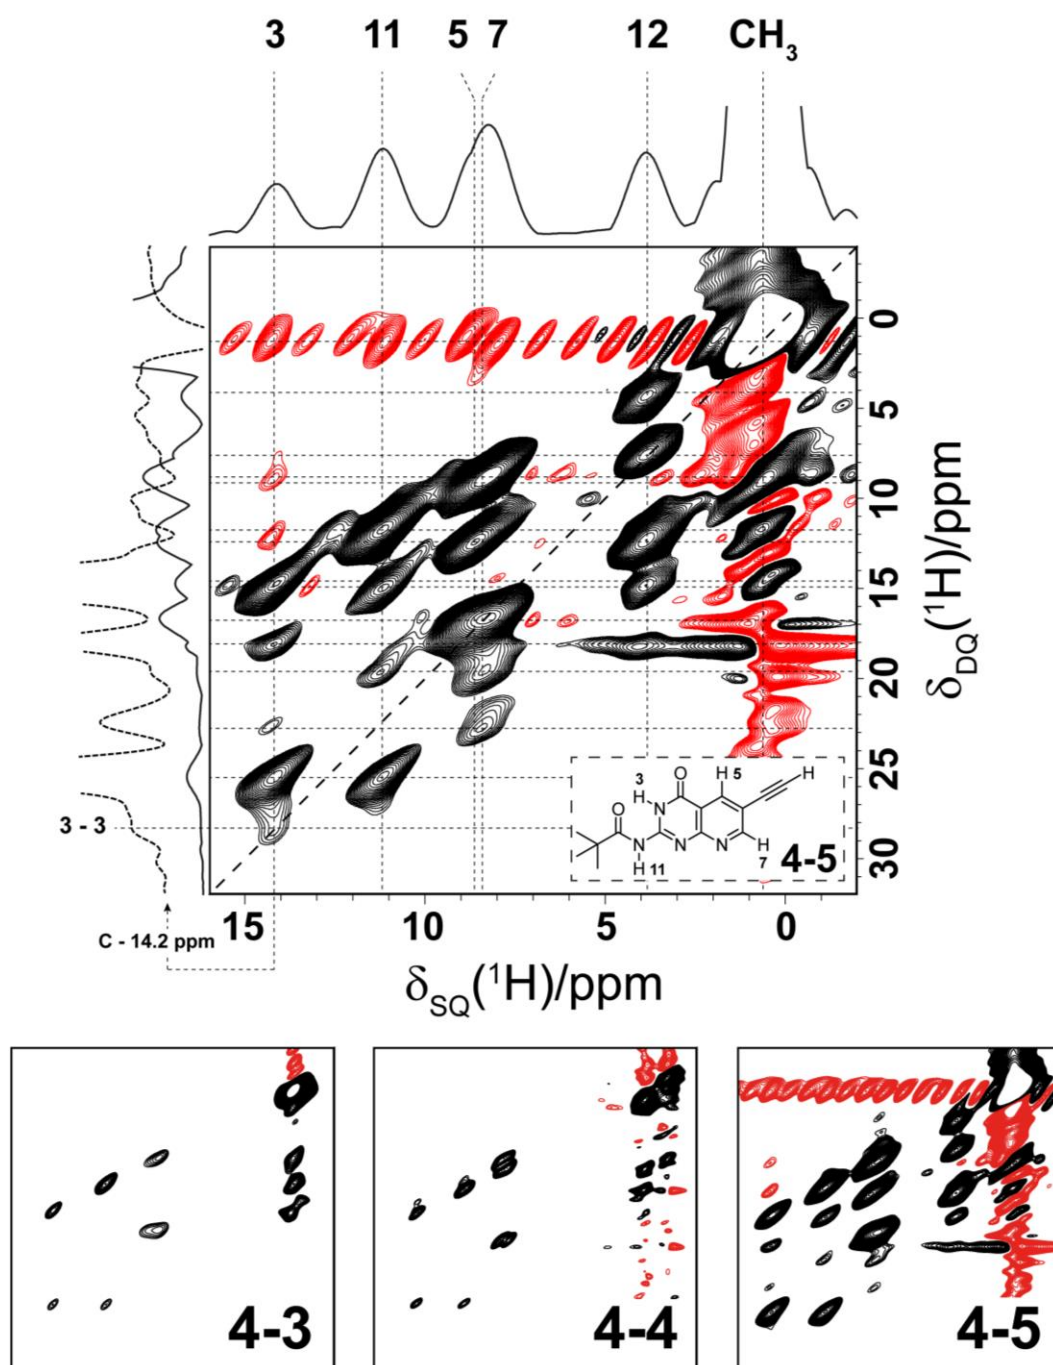 3 11 5 7 12 CH3
0
5
10
15
20
25
30
δDQ(1H)/ppm
3 - 3
C - 14.2 ppm
15 10 5 0
δSQ(1H)/ppm
3 O H 5 H
H N
O
N N N H
H 11 7
4-5
4-3 4-4 4-5